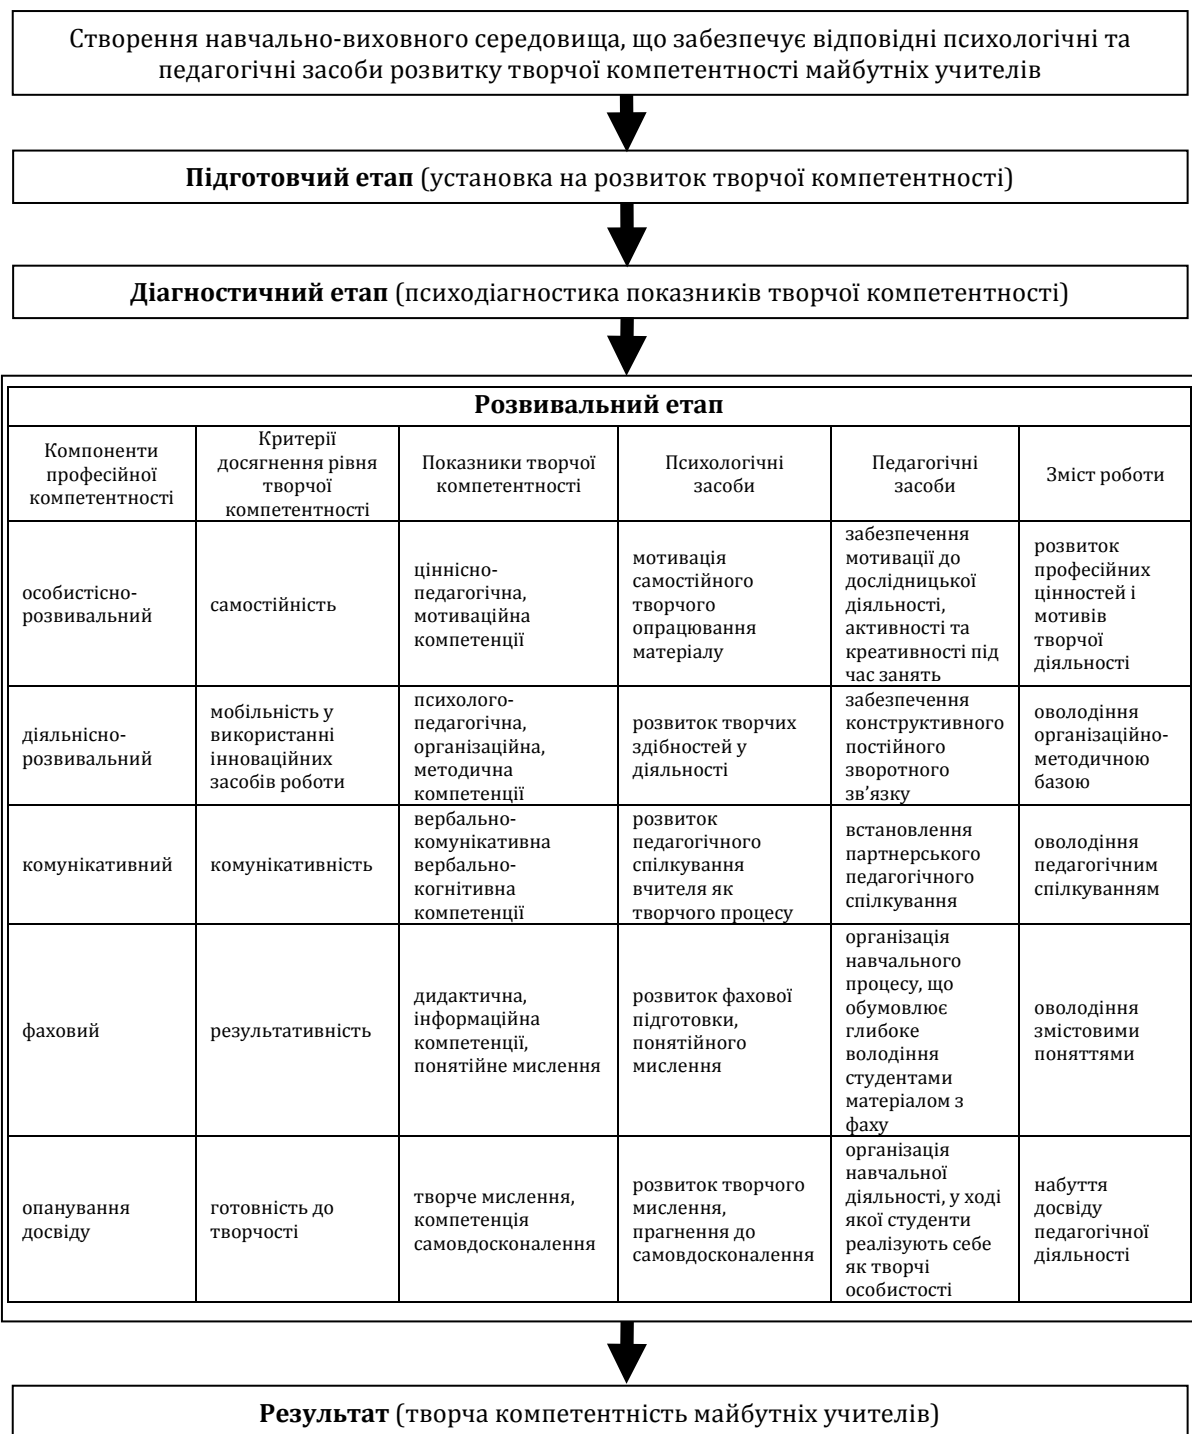 Створення навчально-виховного середовища, що забезпечує відповідні психологічні та
педагогічні засоби розвитку творчої компетентності майбутніх учителів
Підготовчий етап (установка на розвиток творчої компетентності)
Діагностичний етап (психодіагностика показників творчої компетентності)
Розвивальний етап
Компоненти
професійної
компетентності
Критерії
досягнення рівня
творчої
компетентності
Показники творчої
компетентності
Психологічні
засоби
Педагогічні
засоби
Зміст роботи
особистісно-
розвивальний
самостійність
ціннісно-
педагогічна,
мотиваційна
компетенції
мотивація
самостійного
творчого
опрацювання
матеріалу
забезпечення
мотивації до
дослідницької
діяльності,
активності та
креативності під
час занять
розвиток
професійних
цінностей і
мотивів
творчої
діяльності
діяльнісно-
розвивальний
мобільність у
використанні
інноваційних
засобів роботи
психолого-
педагогічна,
організаційна,
методична
компетенції
розвиток творчих
здібностей у
діяльності
забезпечення
конструктивного
постійного
зворотного
зв’язку
оволодіння
організаційно-
методичною
базою
комунікативний
комунікативність
вербально-
комунікативна
вербально-
когнітивна
компетенції
розвиток
педагогічного
спілкування
вчителя як
творчого процесу
встановлення
партнерського
педагогічного
спілкування
оволодіння
педагогічним
спілкуванням
фаховий
результативність
дидактична,
інформаційна
компетенції,
понятійне мислення
розвиток фахової
підготовки,
понятійного
мислення
організація
навчального
процесу, що
обумовлює
глибоке
володіння
студентами
матеріалом з
фаху
оволодіння
змістовими
поняттями
опанування
досвіду
готовність до
творчості
творче мислення,
компетенція
самовдосконалення
розвиток творчого
мислення,
прагнення до
самовдосконалення
організація
навчальної
діяльності, у ході
якої студенти
реалізують себе
як творчі
особистості
набуття
досвіду
педагогічної
діяльності
Результат (творча компетентність майбутніх учителів)